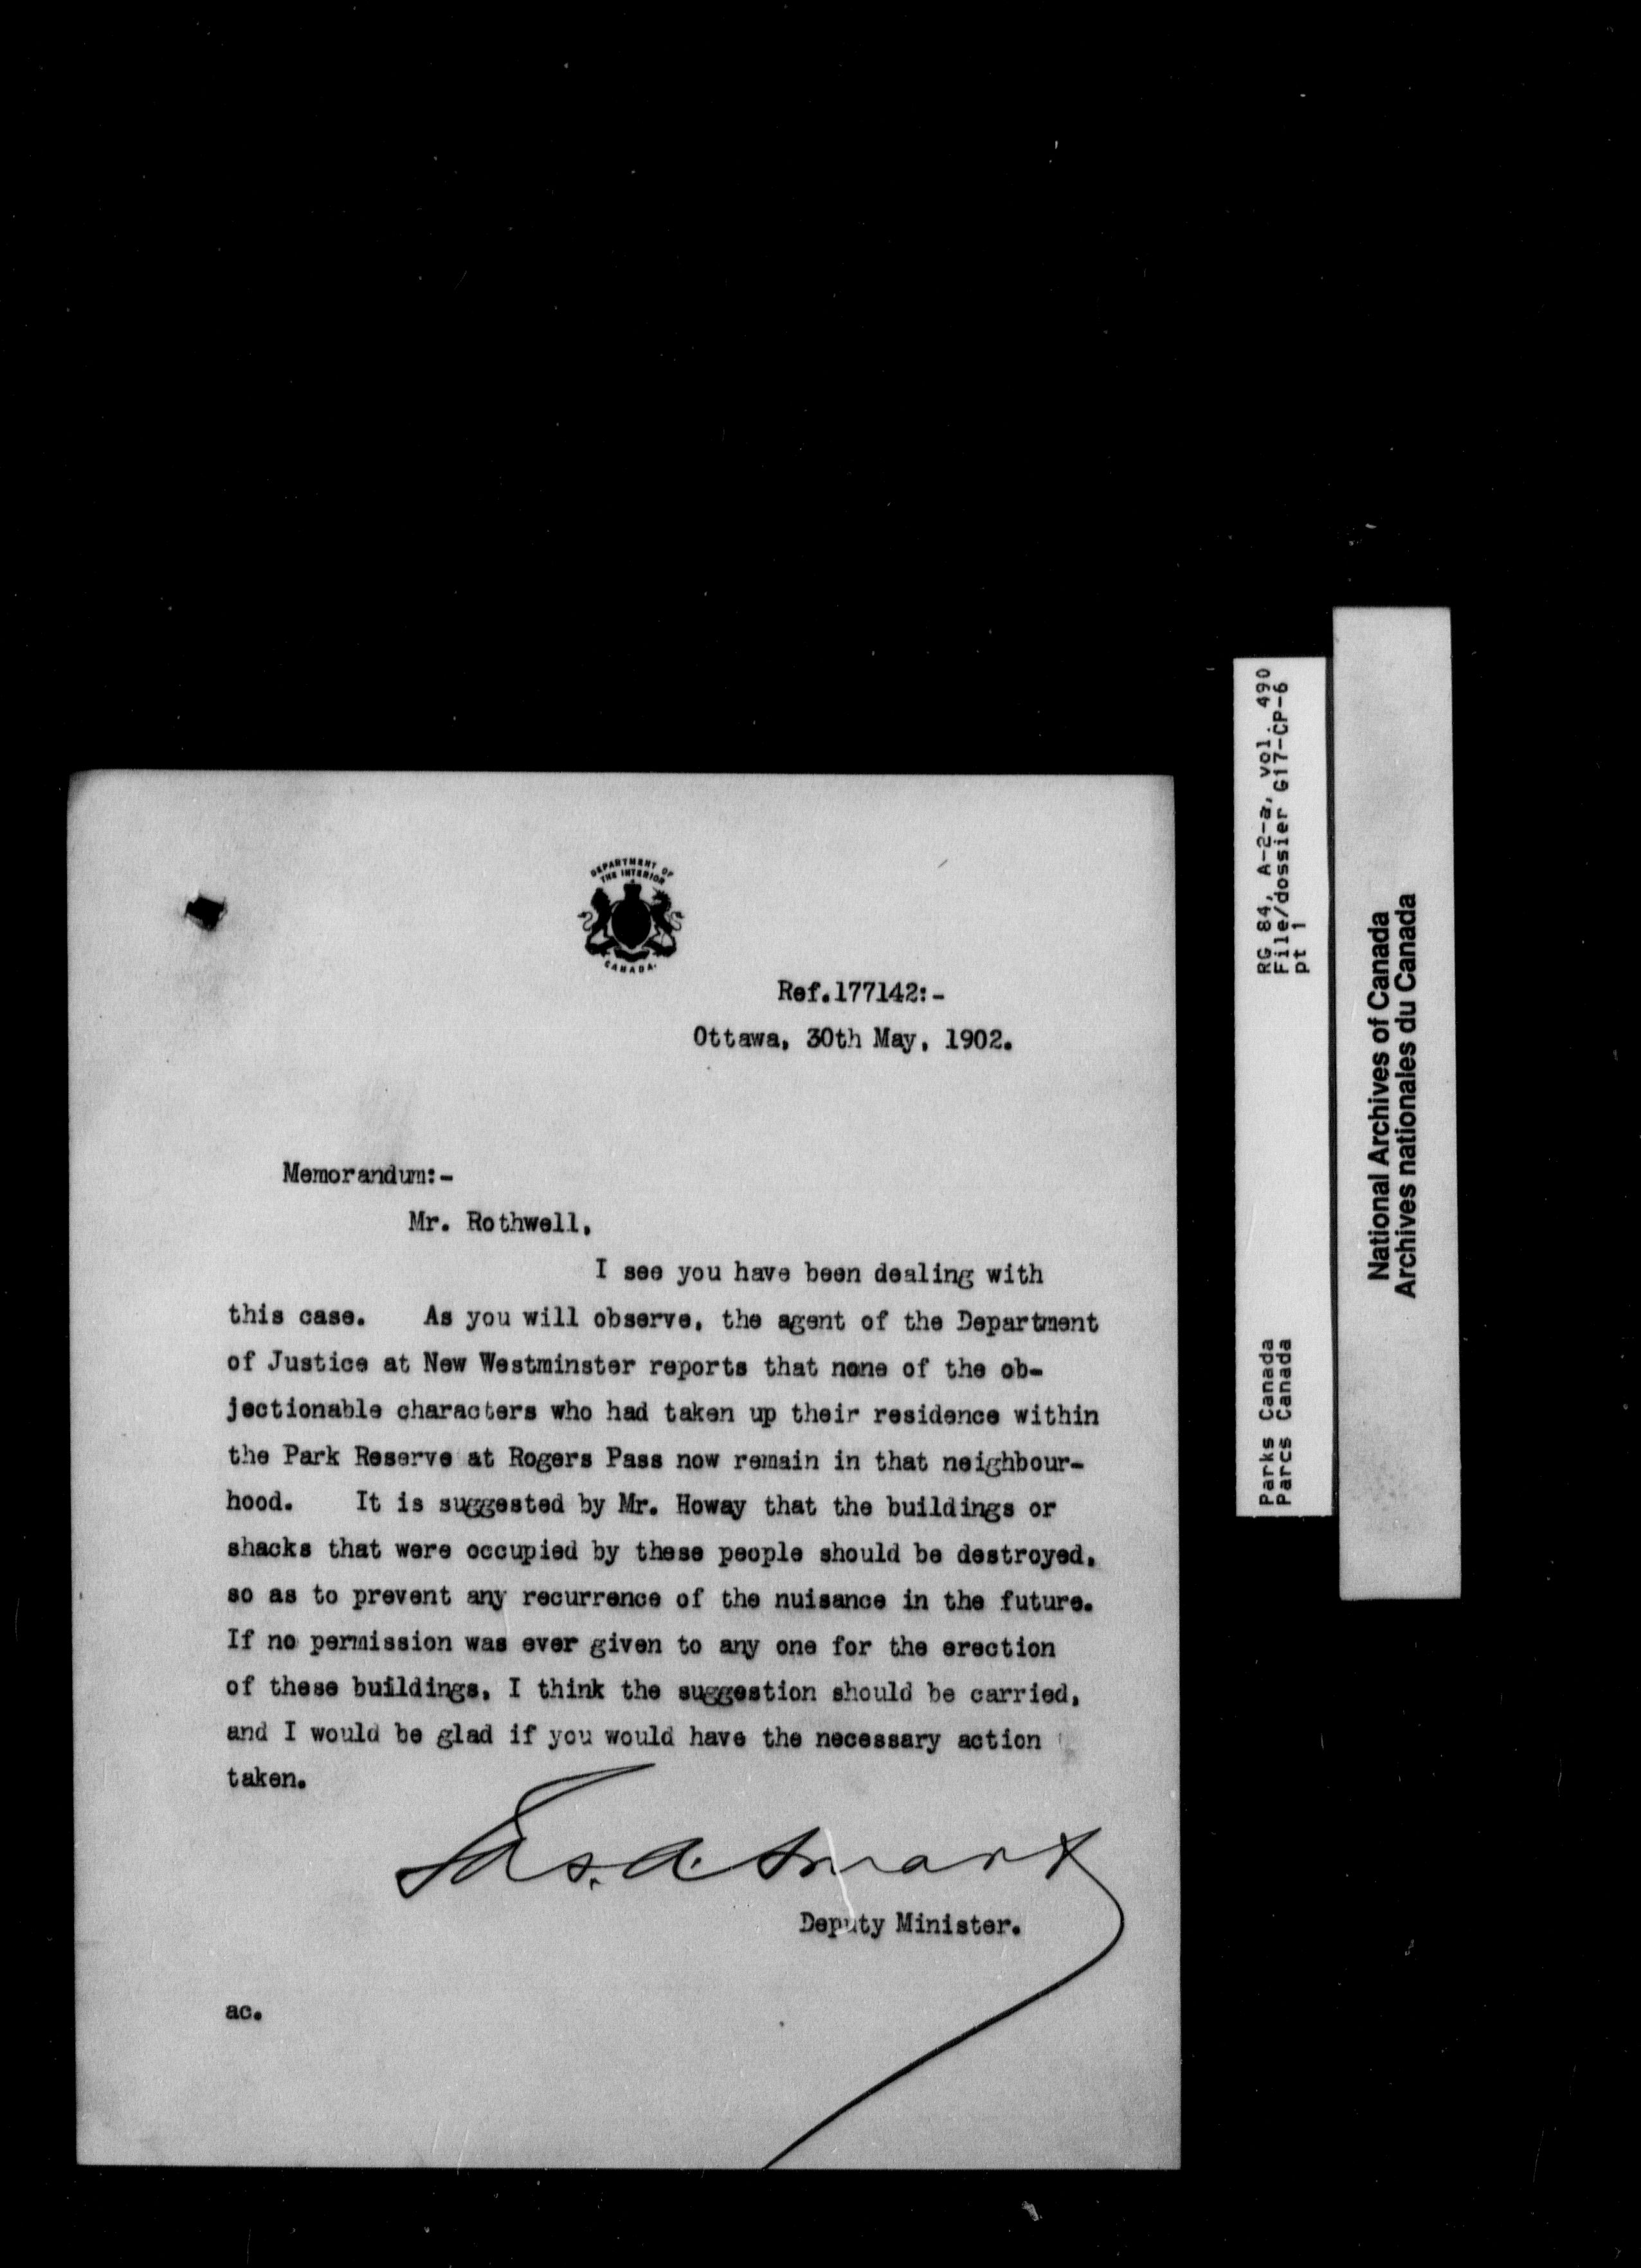 DEPARTMENT OF
THE INTERIOR
CANADA.
Ref.177142:-
Ottawa, 30th May, 1902.
Memorandum:-
Mr. Rothwell,
I see you have been dealing with
this case. As you will observe, the agent of the Department
of Justice at New Westminster reports that none of the ob-
jectionable characters who had taken up their residence within
the Park Reserve at Rogers Pass now remain in that neighbour-
hood. It is suggested by Mr. Howay that the buildings or
shacks that were occupied by these people should be destroyed,
so as to prevent any recurrence of the nuisance in the future.
If no permission was ever given to any one for the erection
of these buildings, I think the suggestion should be carried,
and I would be glad if you would have the necessary action
taken.
Jas. A. Smart
Deputy Minister.
ac.
RG 84, A-2-a, vol. 490
File/dossier G17-CP-6
pt 1
Parks Canada
Parcs Canada
National Archives of Canada
Archives nationales du Canada